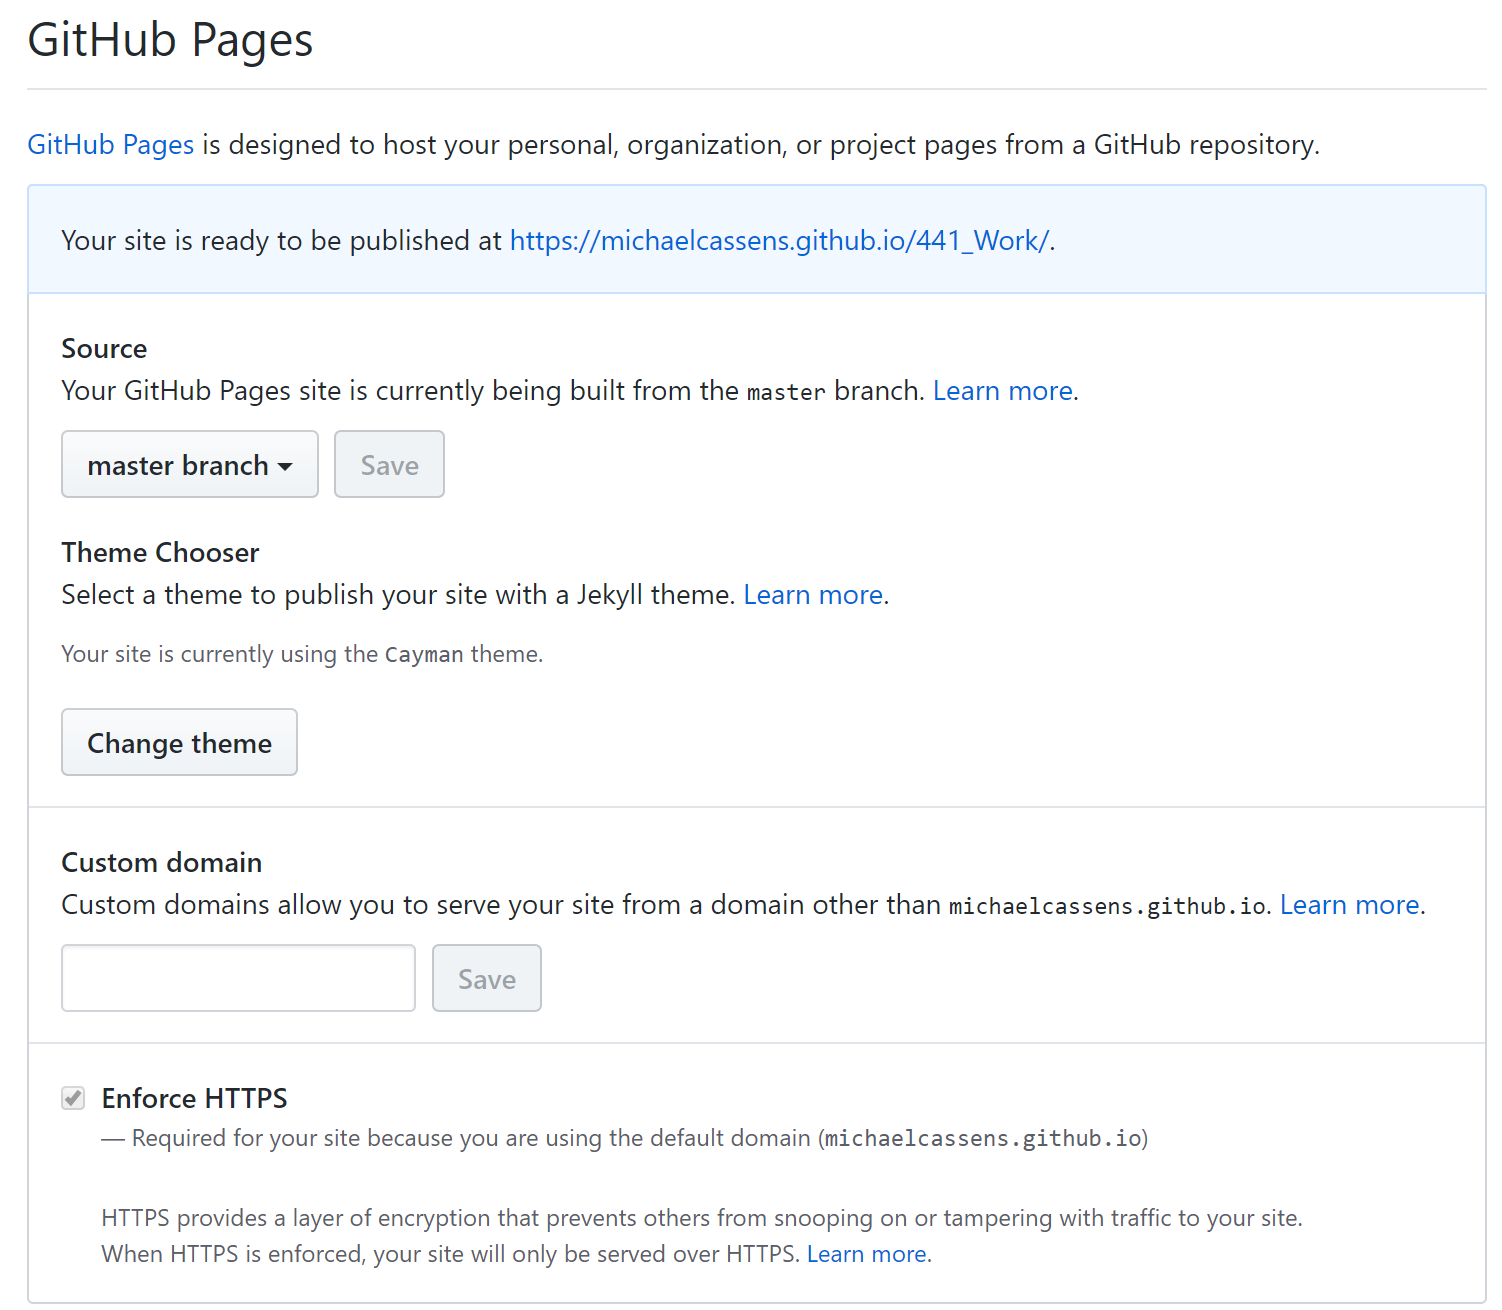 GitHub Pages
GitHub Pages is designed to host your personal, organization, or project pages from a GitHub repository.
Your site is ready to be published at https://michaelcassens.github.io/441_Work/.
Source
Your GitHub Pages site is currently being built from the master branch. Learn more.
master branch Save
Theme Chooser
Select a theme to publish your site with a Jekyll theme. Learn more.
Your site is currently using the Cayman theme.
Change theme
Custom domain
Custom domains allow you to serve your site from a domain other than michaelcassens.github.io. Learn more.
Save
Enforce HTTPS
— Required for your site because you are using the default domain (michaelcassens.github.io)
HTTPS provides a layer of encryption that prevents others from snooping on or tampering with traffic to your site.
When HTTPS is enforced, your site will only be served over HTTPS. Learn more.